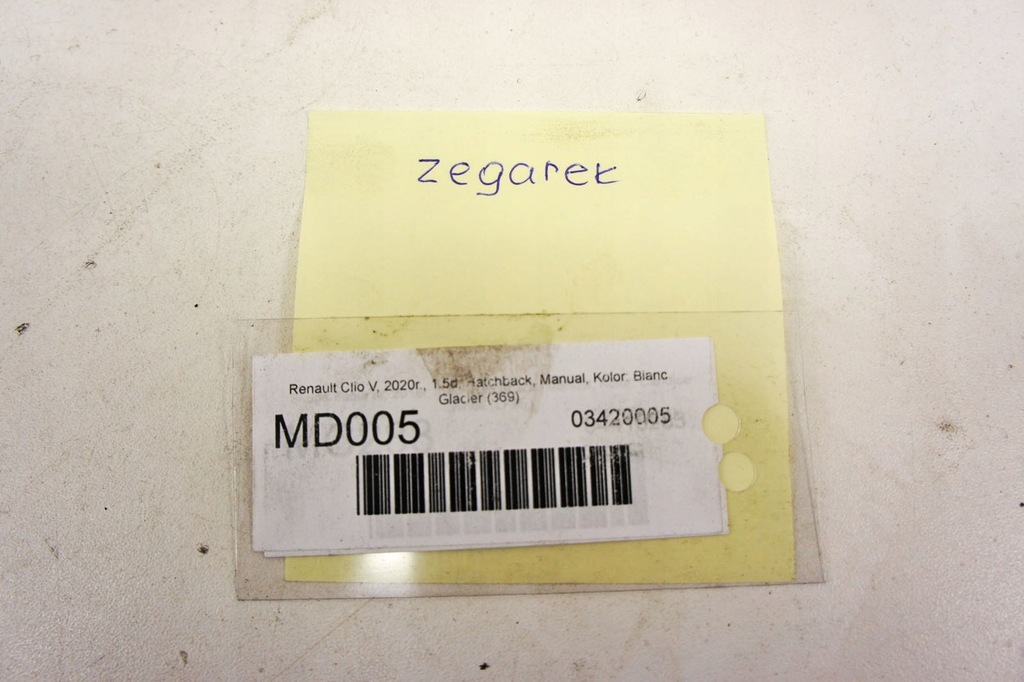 zegarek
Renault Clio V, 2020r., 1.5d, Hatchback, Manual, Kolor: Blanc
Glacier (369)
MD005
03420005